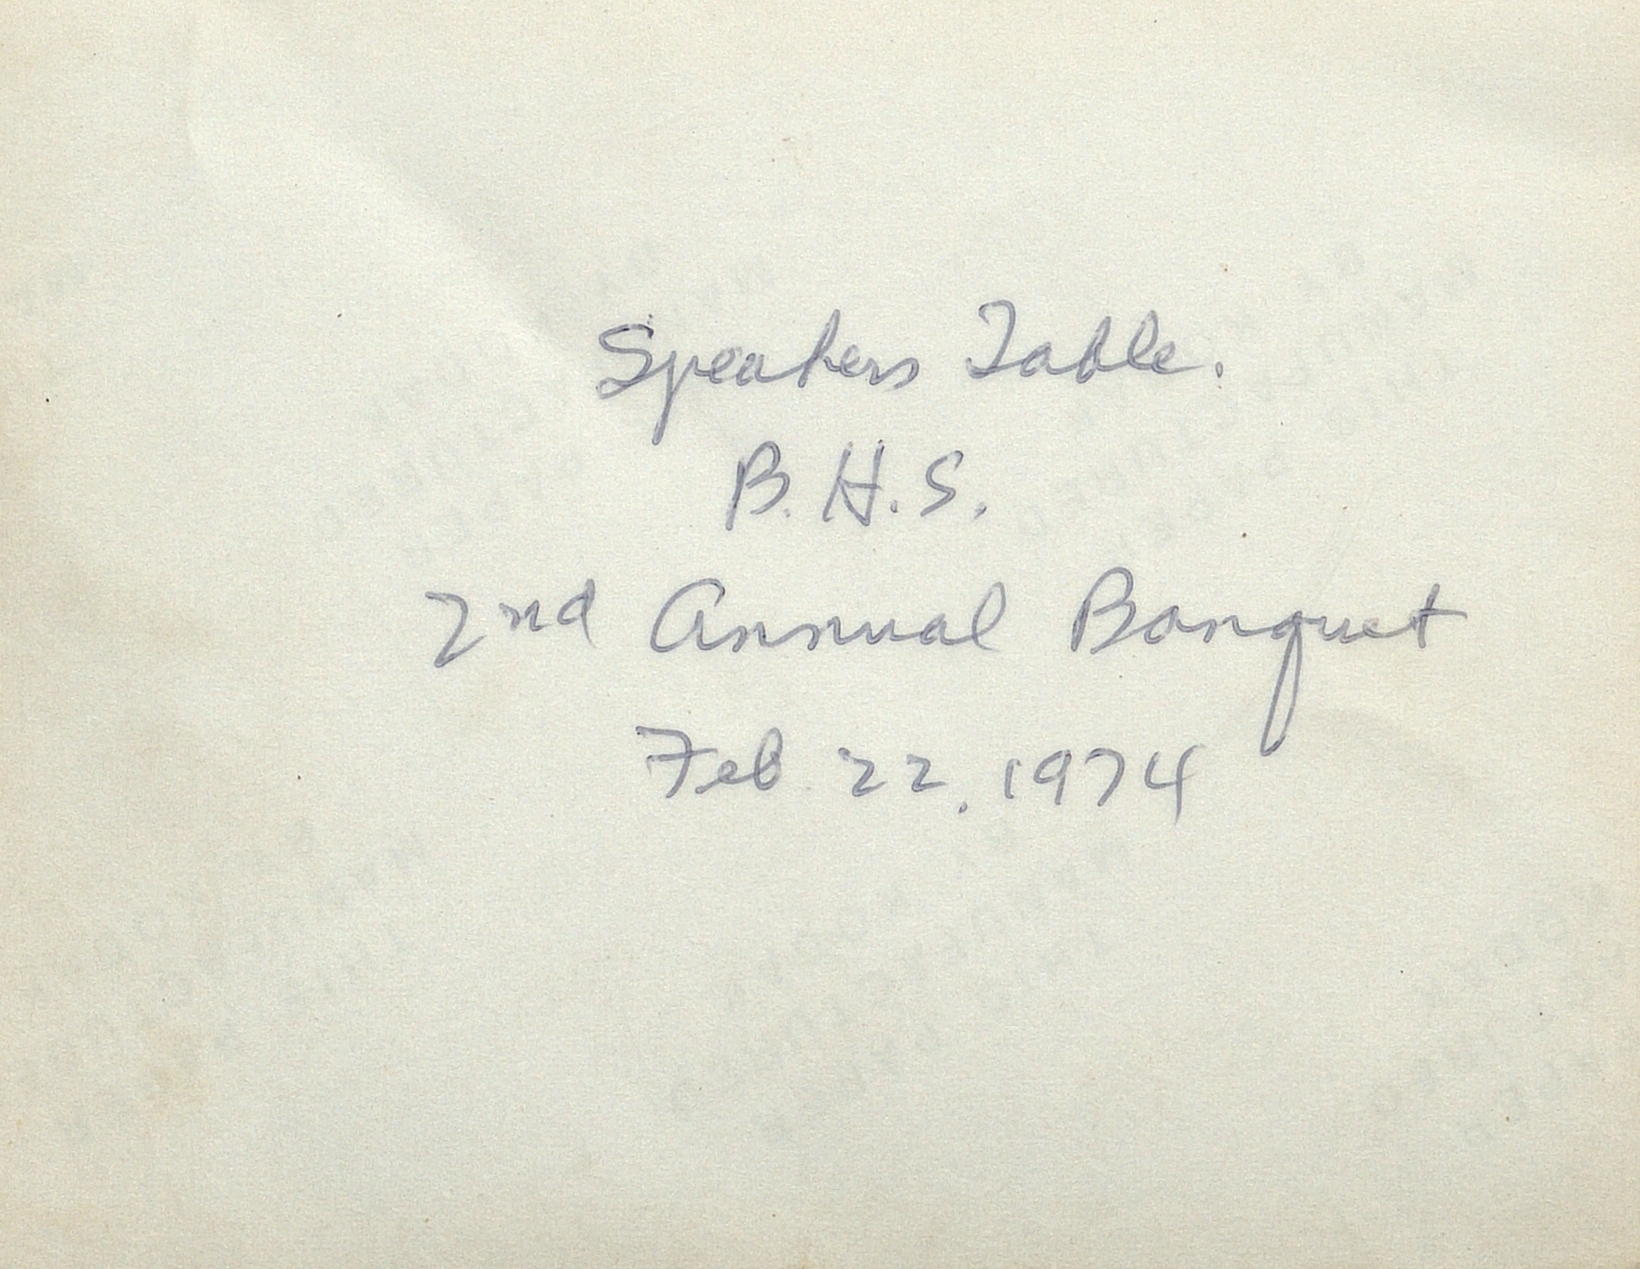 Speakers Table.
B.H.S.
2nd Annual Banquet
Feb 22, 1974